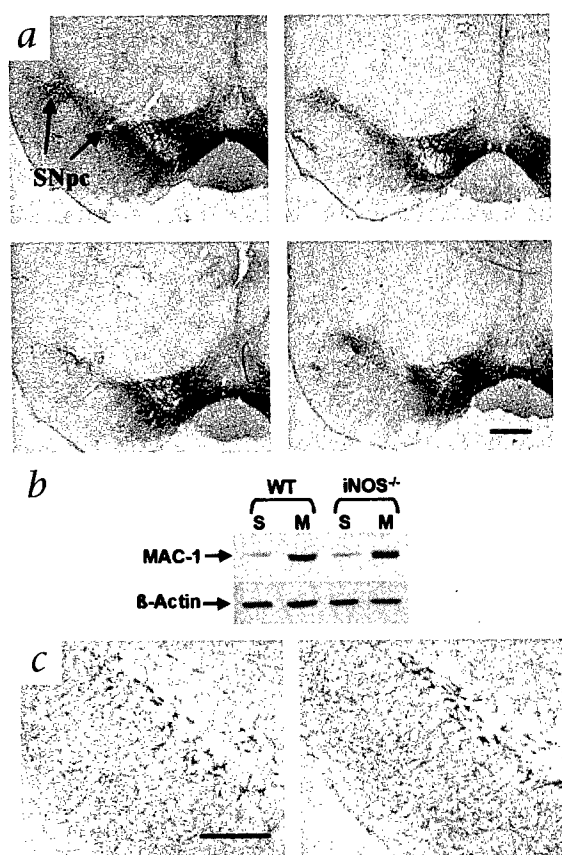 a
SNpc
b
WT iNOS-/-
S M S M
MAC-1
ß-Actin
c